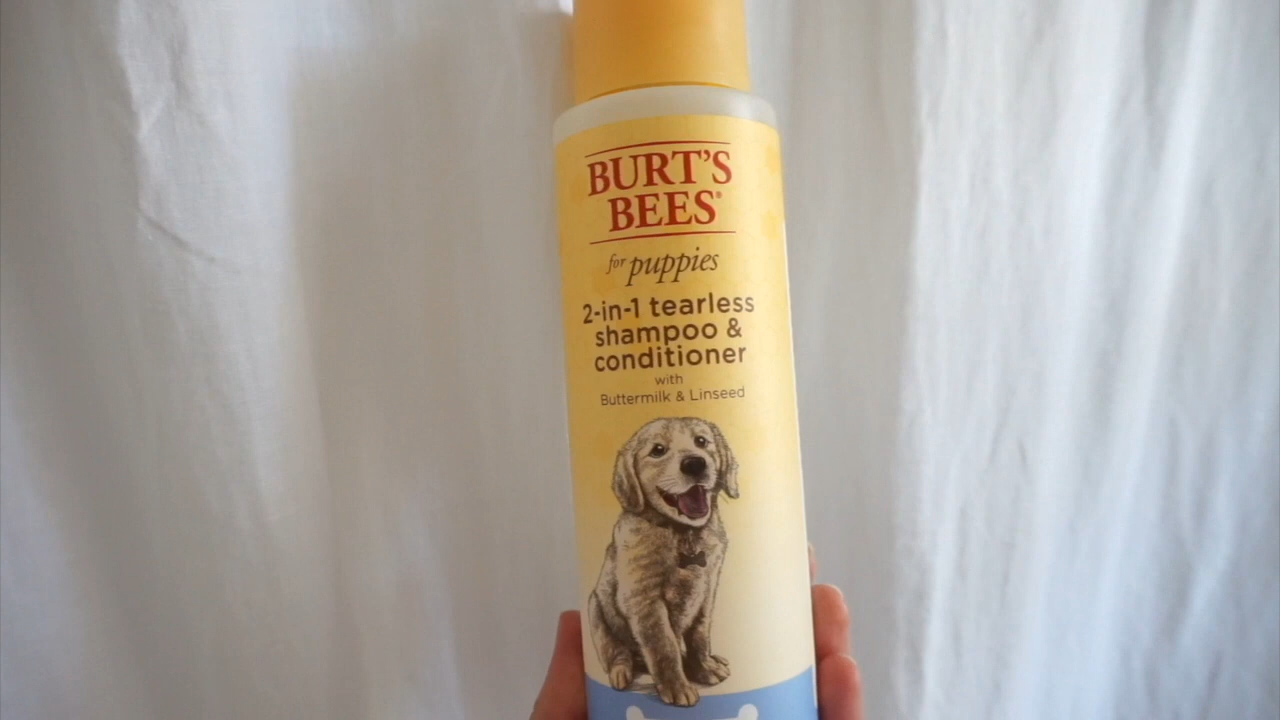 BURT'S
BEES®
for puppies
2-in-1 tearless
shampoo &
conditioner
with
Buttermilk & Linseed